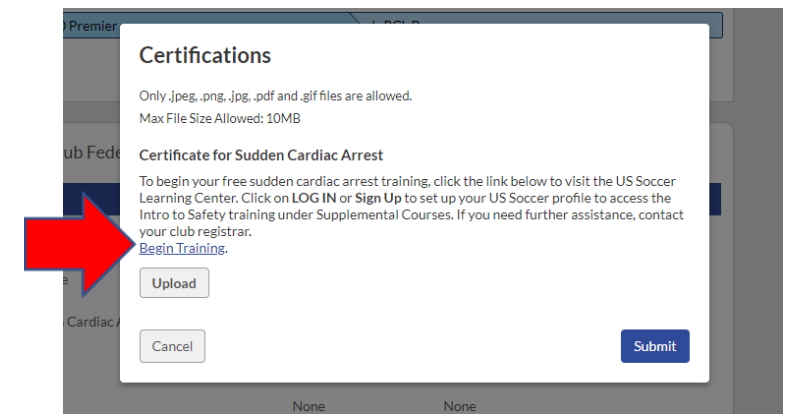 Premier
Certifications
Only .jpeg, .png, .jpg, .pdf and .gif files are allowed.
Max File Size Allowed: 10MB
Certificate for Sudden Cardiac Arrest
To begin your free sudden cardiac arrest training, click the link below to visit the US Soccer
Learning Center. Click on LOG IN or Sign Up to set up your US Soccer profile to access the
Intro to Safety training under Supplemental Courses. If you need further assistance, contact
your club registrar.
Begin Training.
Upload
Cardiac
Cancel
Submit
None
None